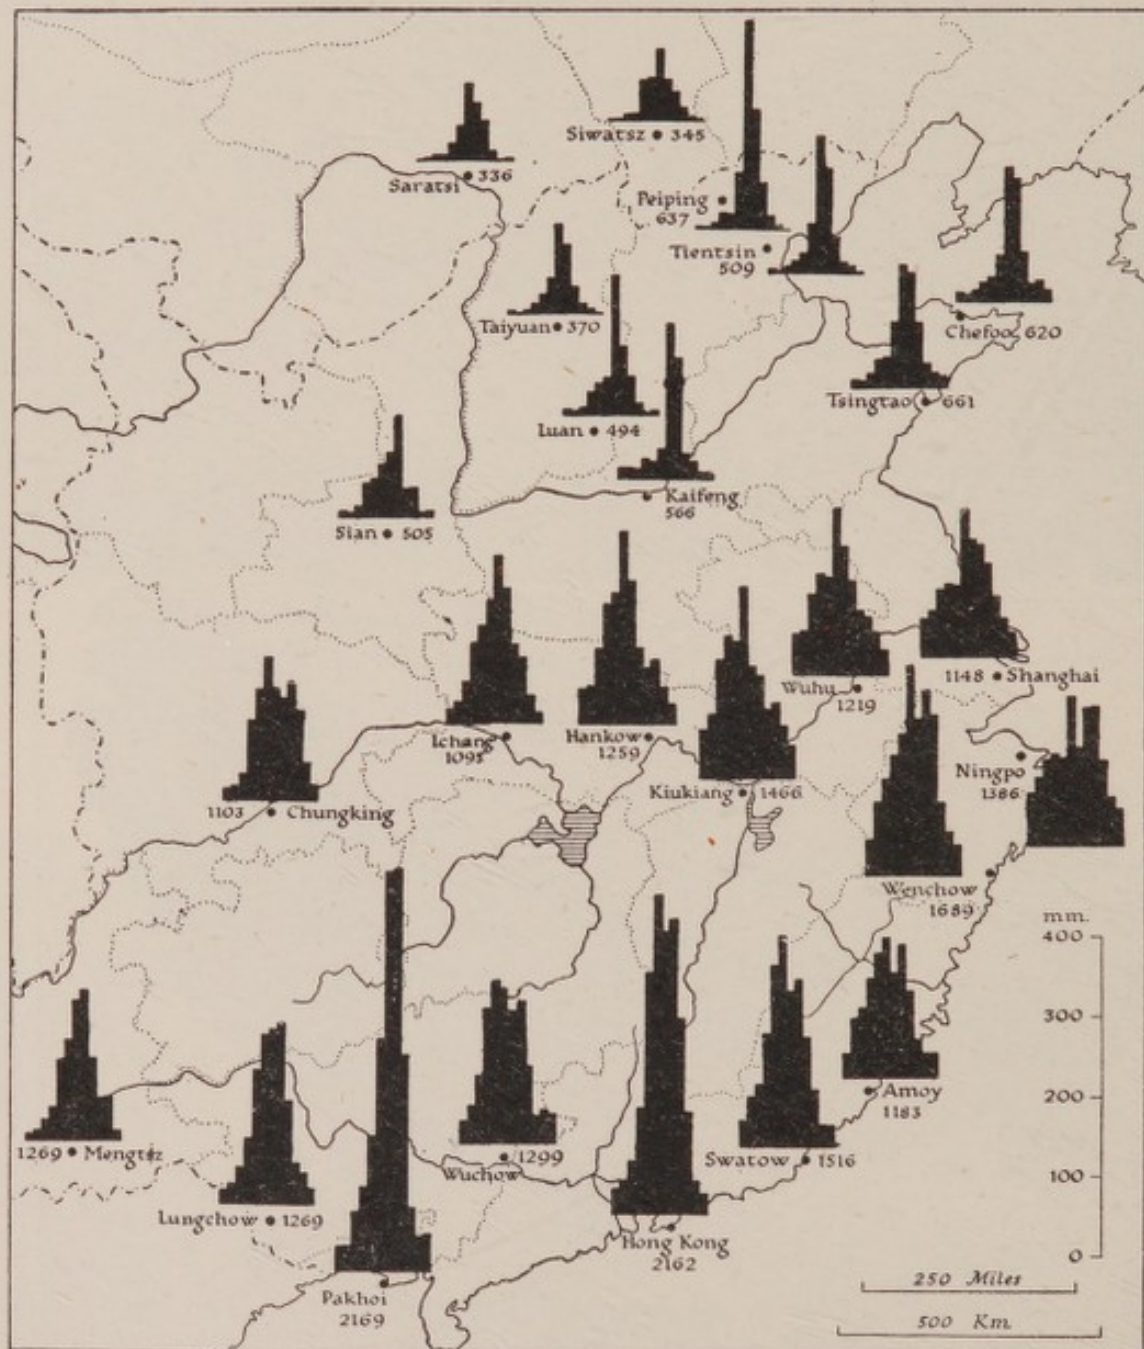 Siwatsz • 345
Saratsi • 336
Peiping •
637
Tientsin •
509
Taiyuan • 370
Chefoo 620
Tsingtao • 661
Luan • 494
Kaifeng
566
Sian • 505
1148 • Shanghai
Wuhu
1219
Ichang
1095
Hankow •
1259
Ningpo
1386
Kiukiang • 1466
1103 • Chungking
Wenchow
1689
mm.
400
300
200
100
0
Amoy
1183
1269 • Mengtsz
Wuchow • 1299
Swatow • 1516
Lungchow • 1269
Hong Kong
2162
Pakhoi
2169
250 Miles
500 Km.